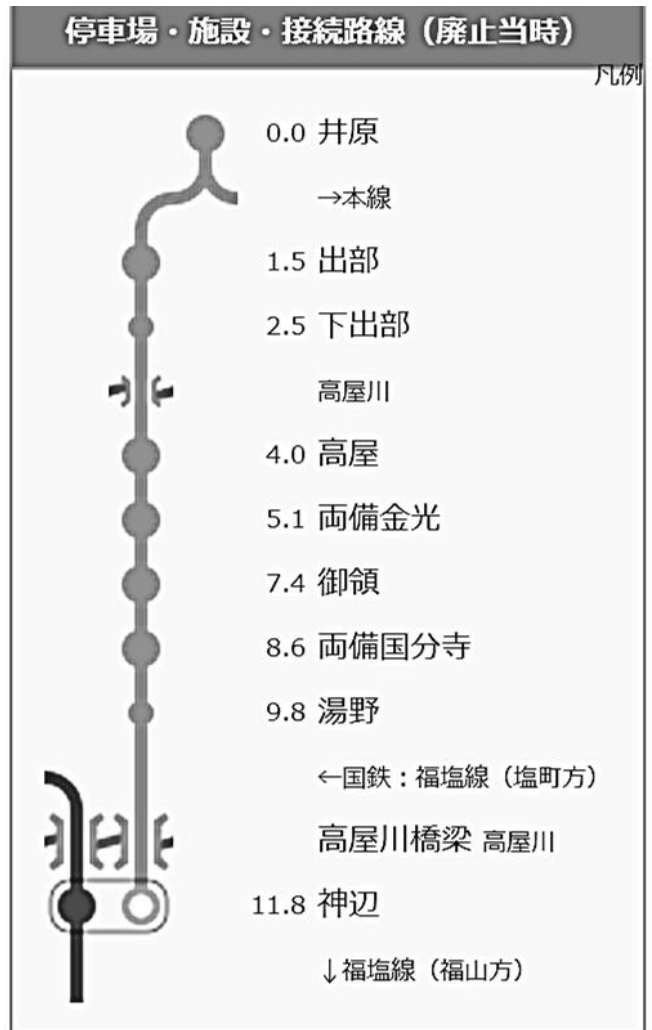 停車場・施設・接続路線（廃止当時）
凡例
0.0 井原
→本線
1.5 出部
2.5 下出部
高屋川
4.0 高屋
5.1 両備金光
7.4 御領
8.6 両備国分寺
9.8 湯野
←国鉄：福塩線（塩町方）
高屋川橋梁 高屋川
11.8 神辺
↓福塩線（福山方）